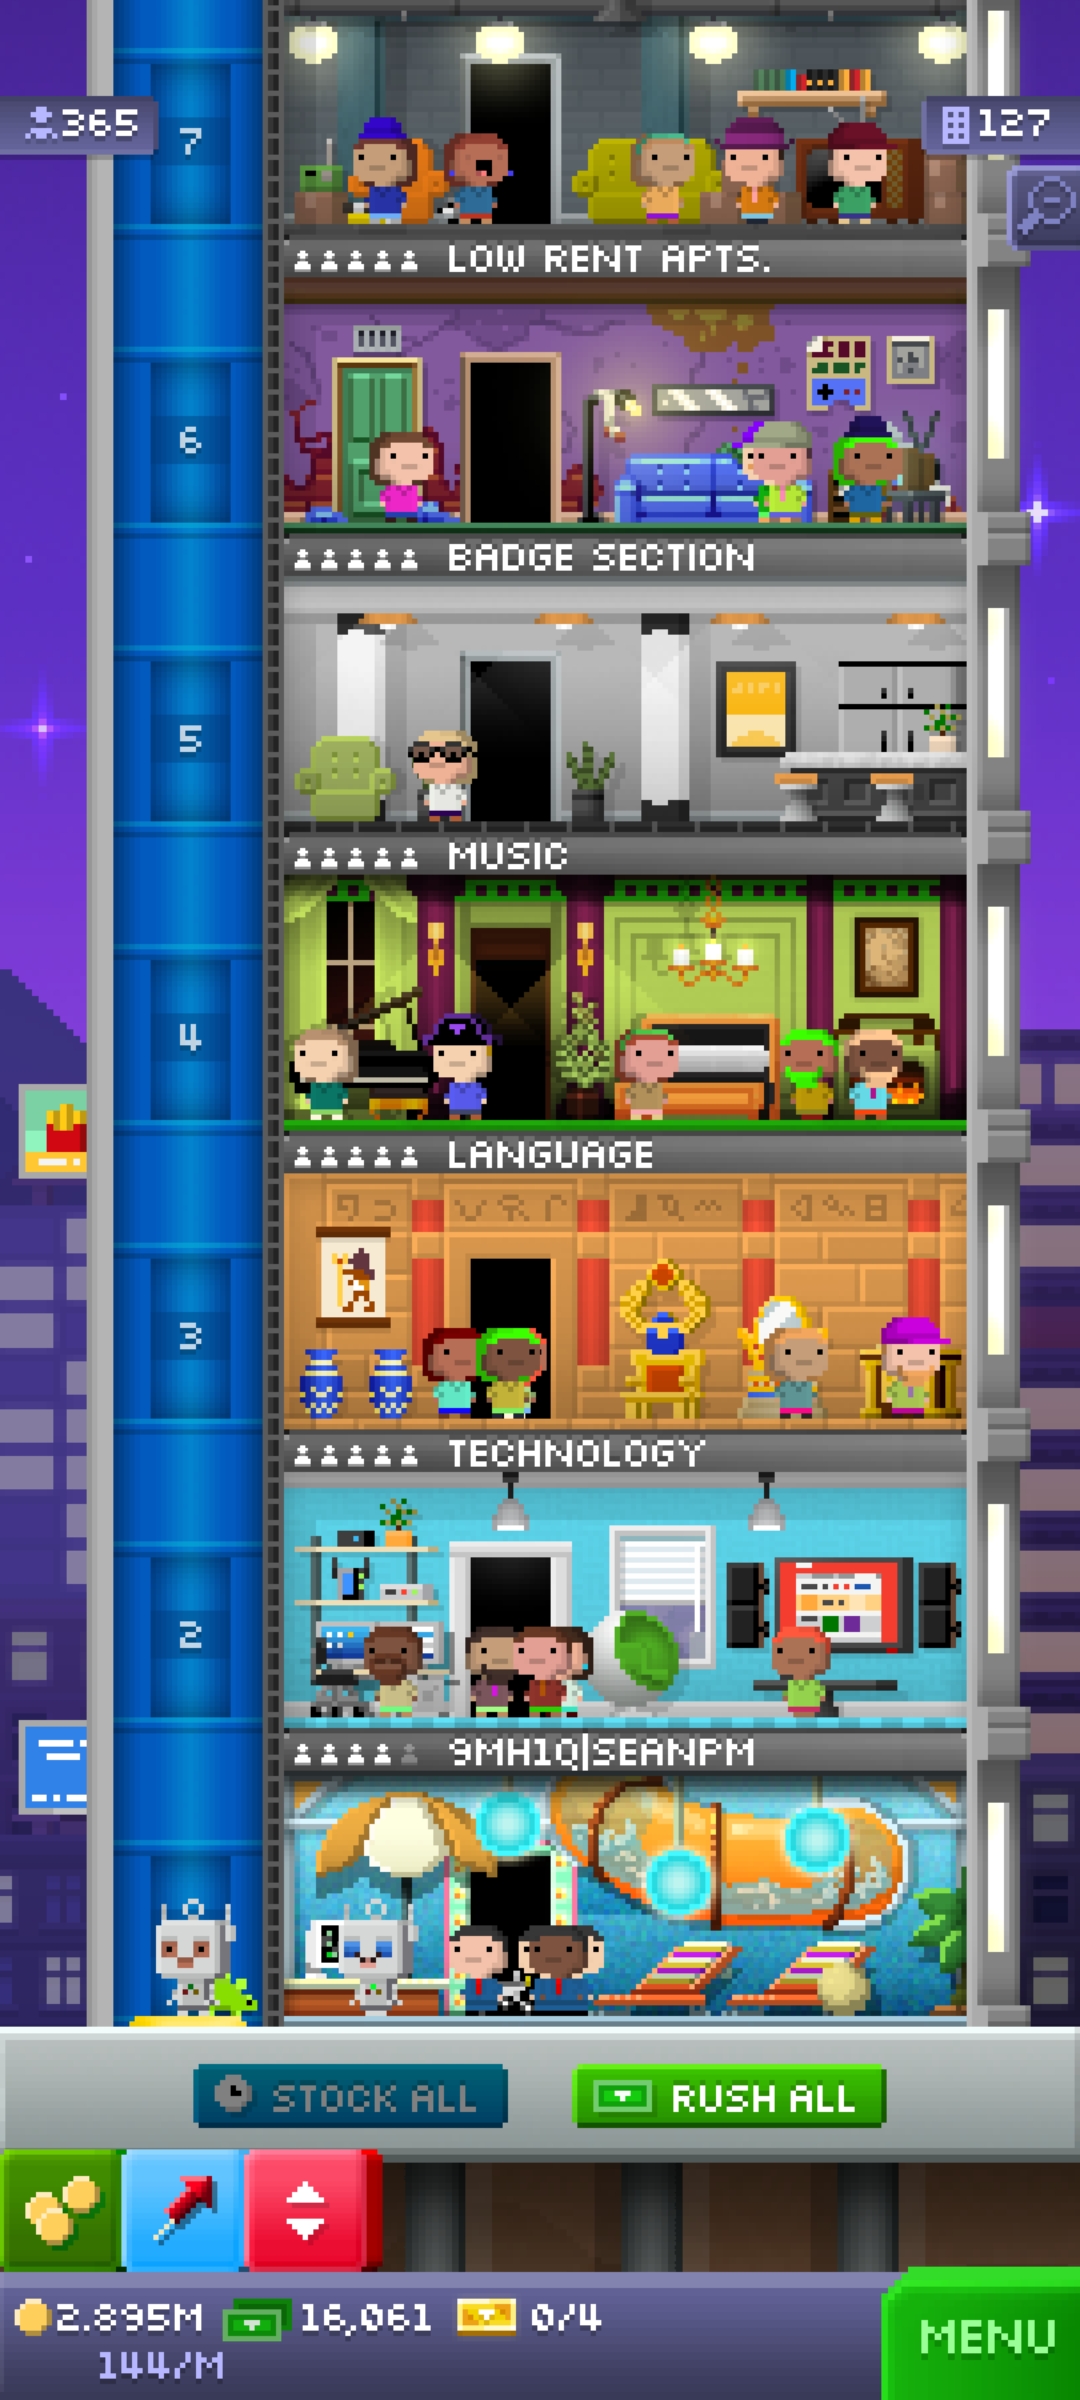 7
365
127
LOW RENT APTS.
6
BADGE SECTION
5
MUSIC
4
LANGUAGE
3
TECHNOLOGY
2
9MH1Q|SEANPM
STOCK ALL
RUSH ALL
2.895M
16,061
0/4
144/M
MENU